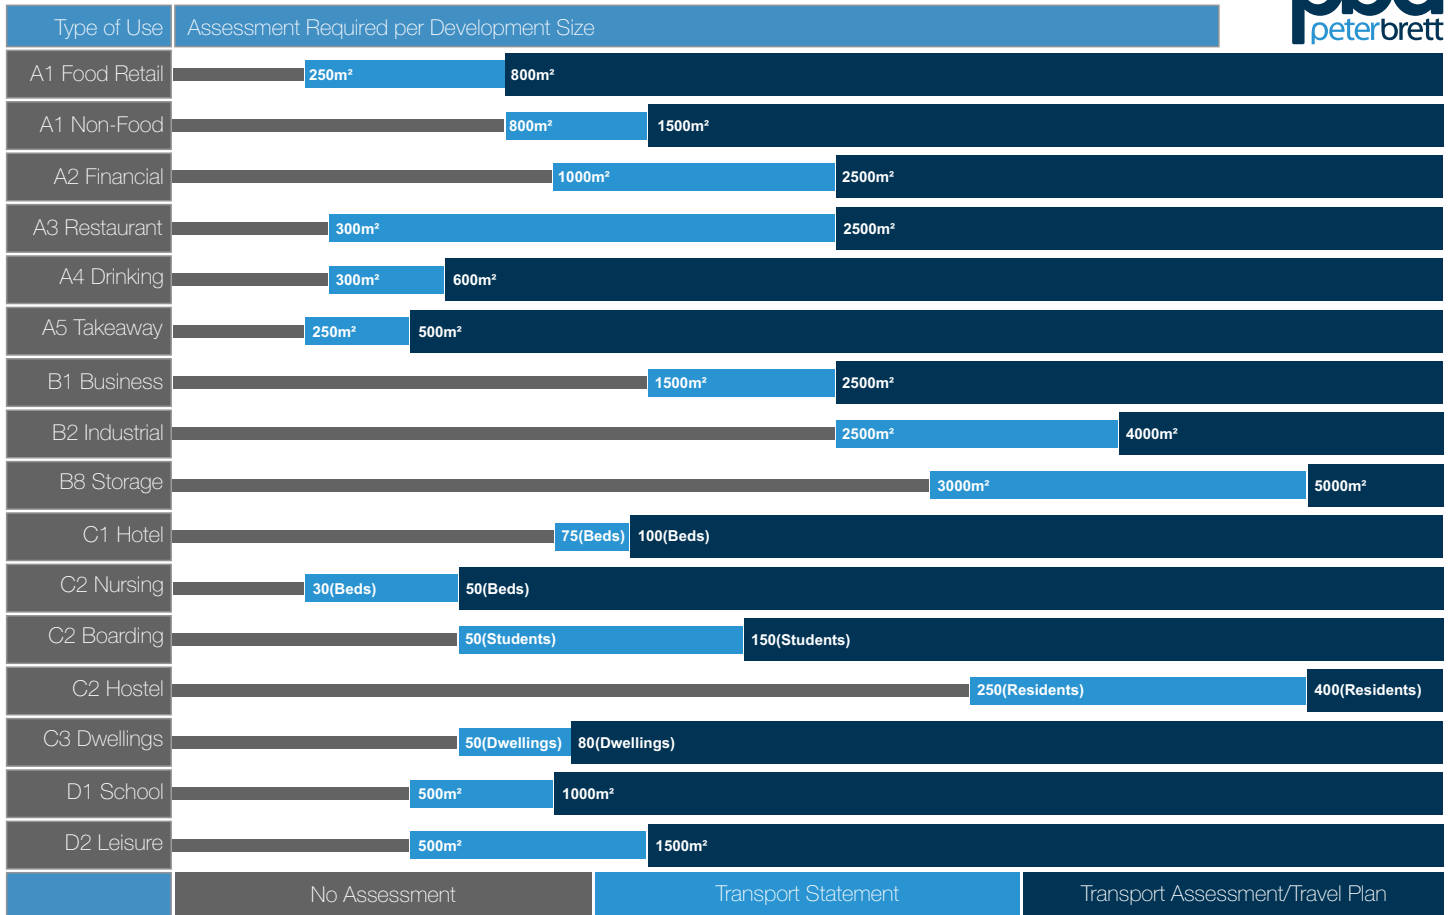 Type of Use Assessment Required per Development Size
peterbrett
A1 Food Retail 250m² 800m²
A1 Non-Food 800m² 1500m²
A2 Financial 1000m² 2500m²
A3 Restaurant 300m² 2500m²
A4 Drinking 300m² 600m²
A5 Takeaway 250m² 500m²
B1 Business 1500m² 2500m²
B2 Industrial 2500m² 4000m²
B8 Storage 3000m² 5000m²
C1 Hotel 75(Beds) 100(Beds)
C2 Nursing 30(Beds) 50(Beds)
C2 Boarding 50(Students) 150(Students)
C2 Hostel 250(Residents) 400(Residents)
C3 Dwellings 50(Dwellings) 80(Dwellings)
D1 School 500m² 1000m²
D2 Leisure 500m² 1500m²
No Assessment Transport Statement Transport Assessment/Travel Plan